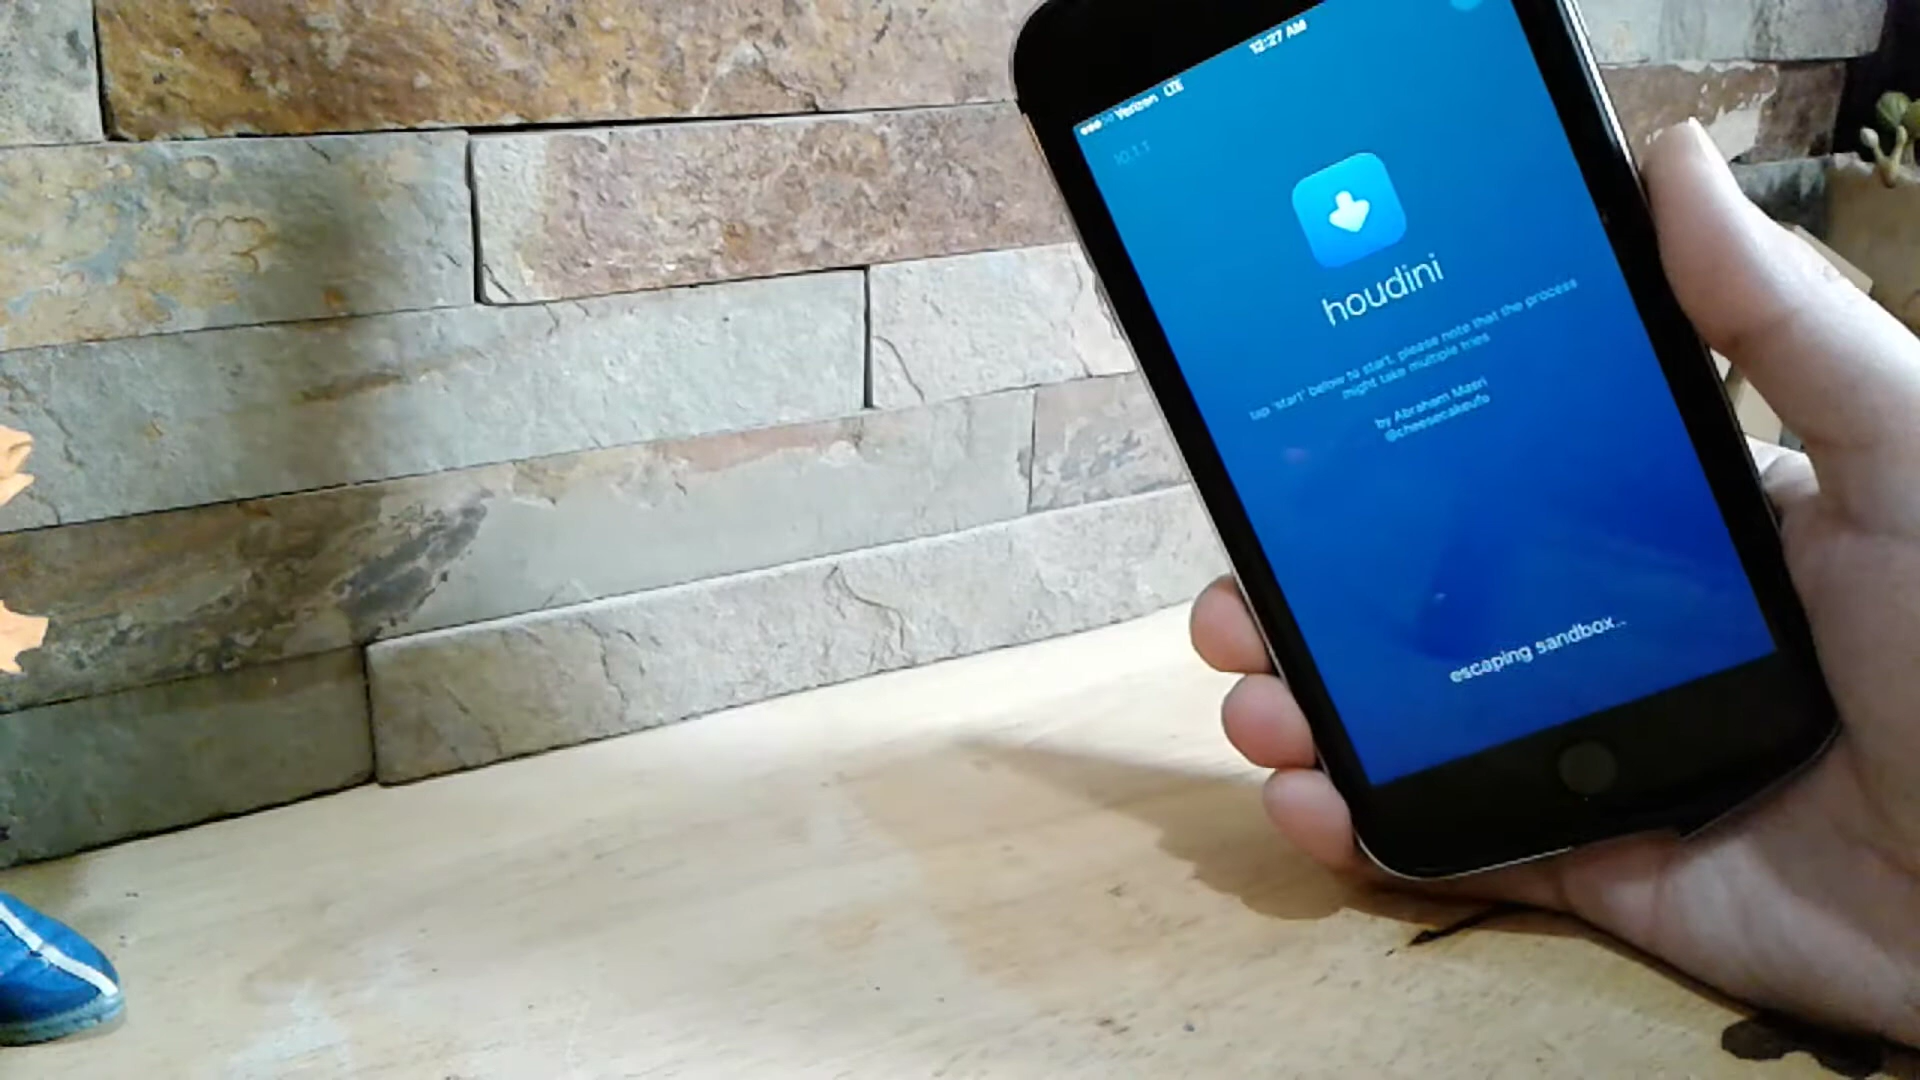 12:27 AM
Verizon LTE
10.1.1
houdini
tap 'start' below to start, please note that the process
might take multiple tries
by Abraham Masri
@cheesecakeufo
escaping sandbox..